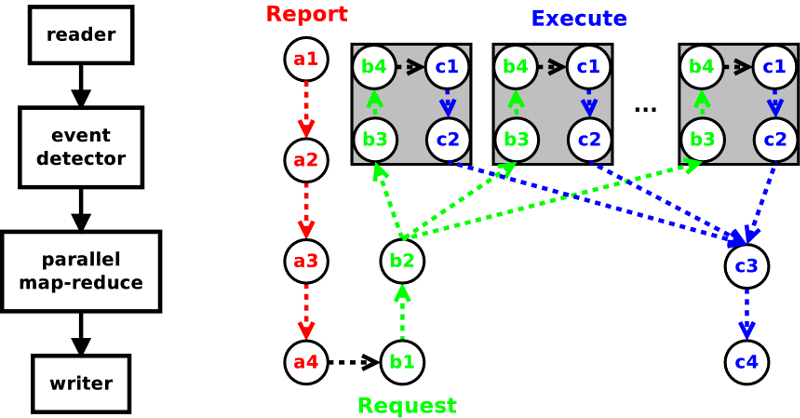 reader
event
detector
parallel
map-reduce
writer
Report
Execute
a1
b4
c1
b4
c1
b4
c1
...
a2
b3
c2
b3
c2
b3
c2
a3
b2
c3
a4
b1
c4
Request